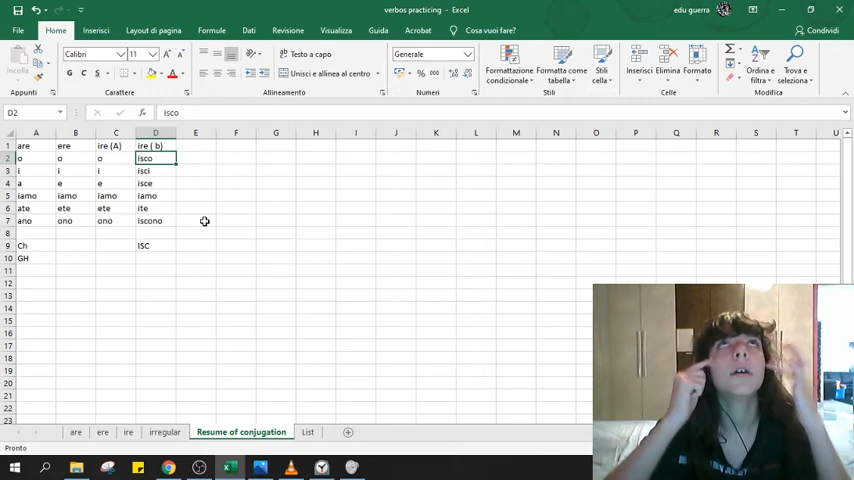 verbos practicing - Excel
edu guerra
File Home Inserisci Layout di pagina Formule Dati Revisione Visualizza Guida Acrobat Cosa vuoi fare? Condividi
Incolla
Calibri 11
Testo a capo
Generale
Formattazione condizionale
Formatta come tabella
Stili cella
Inserisci Elimina Formato
Ordina e filtra
Trova e seleziona
G C S
Unisci e allinea al centro
Appunti Carattere Allineamento Numeri Stili Celle Modifica
D2 isco
A B C D E F G H I J K L M N O P Q R S T U
1 are ere ire (A) ire ( b)
2 o o o isco
3 i i i isci
4 a e e isce
5 iamo iamo iamo iamo
6 ate ete ete ite
7 ano ono ono iscono
8
9 Ch ISC
10 GH
11
12
13
14
15
16
17
18
19
20
21
22
23
are ere ire irregular Resume of conjugation List
Pronto